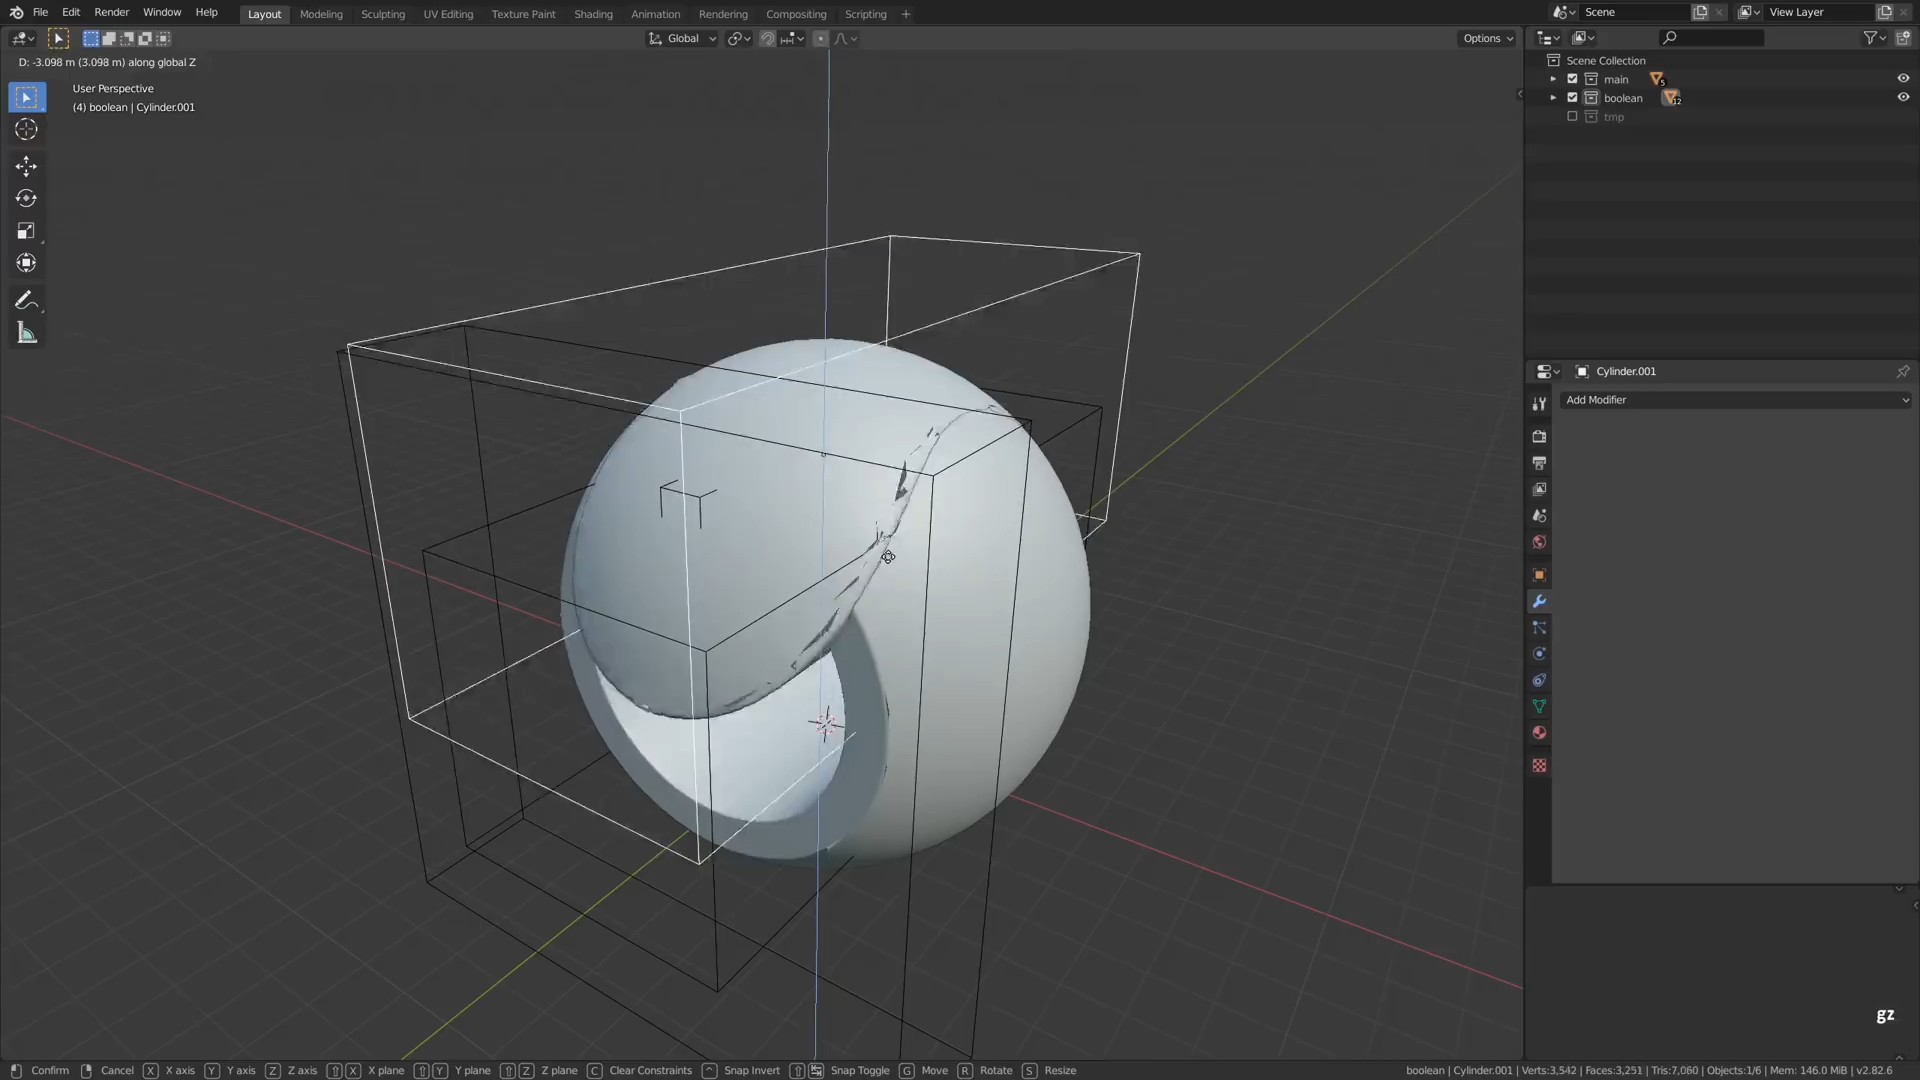 File Edit Render Window Help Layout Modeling Sculpting UV Editing Texture Paint Shading Animation Rendering Compositing Scripting + Scene View Layer
Global Options
D: -3.098 m (3.098 m) along global Z
User Perspective
(4) boolean | Cylinder.001
Scene Collection
main 5
boolean 12
tmp
Cylinder.001
Add Modifier
gz
Confirm Cancel X X axis Y Y axis Z Z axis X X plane Y Y plane Z Z plane C Clear Constraints Snap Invert Snap Toggle G Move R Rotate S Resize boolean | Cylinder.001 | Verts:3,542 | Faces:3,251 | Tris:7,060 | Objects:1/6 | Mem: 146.0 MiB | v2.82.6